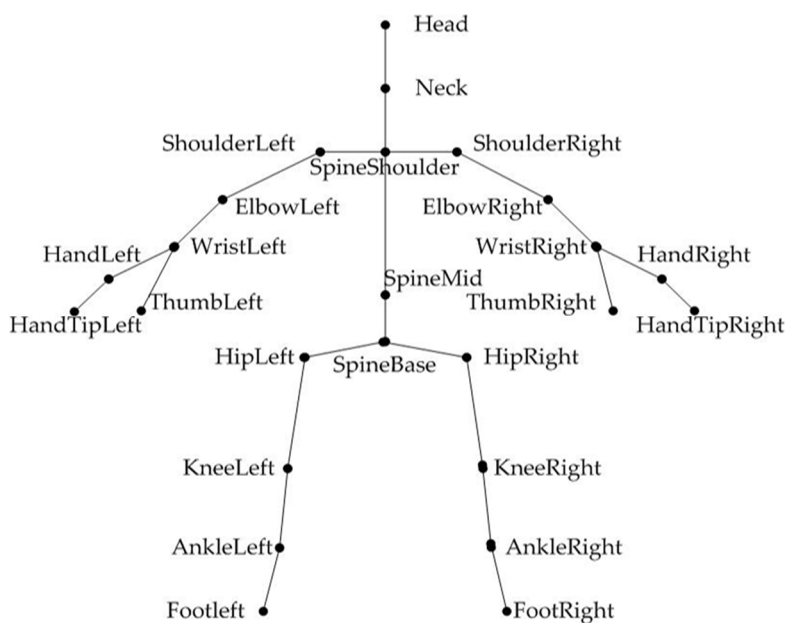 Head
Neck
ShoulderLeft
ShoulderRight
SpineShoulder
ElbowLeft
ElbowRight
WristLeft
WristRight
HandLeft
HandRight
SpineMid
ThumbLeft
ThumbRight
HandTipLeft
HandTipRight
HipLeft
HipRight
SpineBase
KneeLeft
KneeRight
AnkleLeft
AnkleRight
Footleft
FootRight